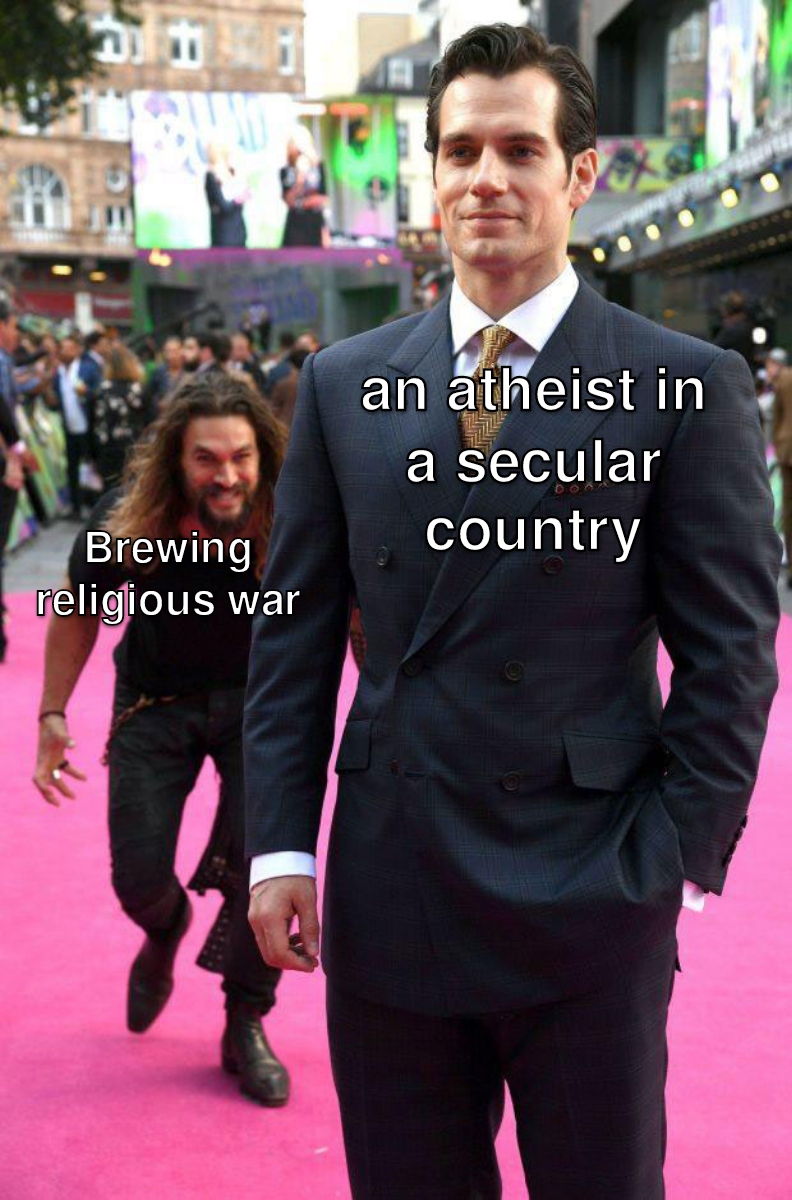 an atheist in
a secular
country
Brewing
religious war